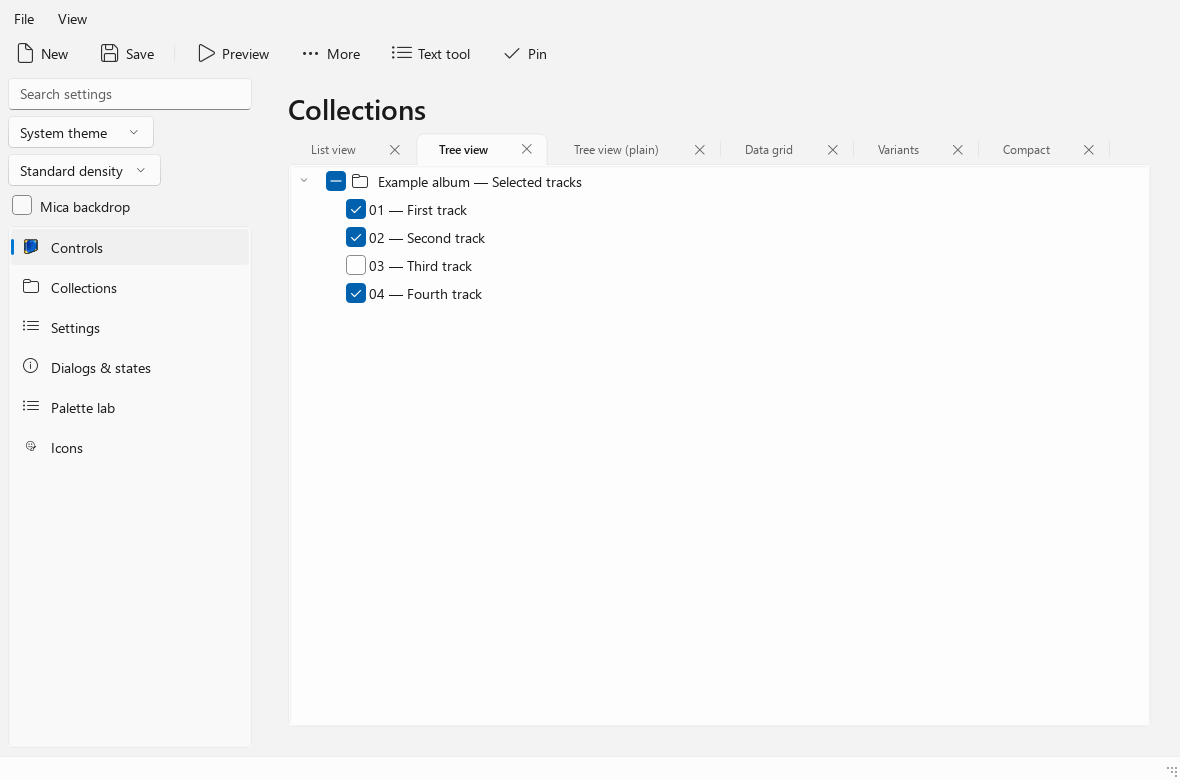 File View
New Save Preview More Text tool Pin
Search settings
System theme
Standard density
Mica backdrop
Controls
Collections
Settings
Dialogs & states
Palette lab
Icons
Collections
List view Tree view Tree view (plain) Data grid Variants Compact
Example album — Selected tracks
01 — First track
02 — Second track
03 — Third track
04 — Fourth track